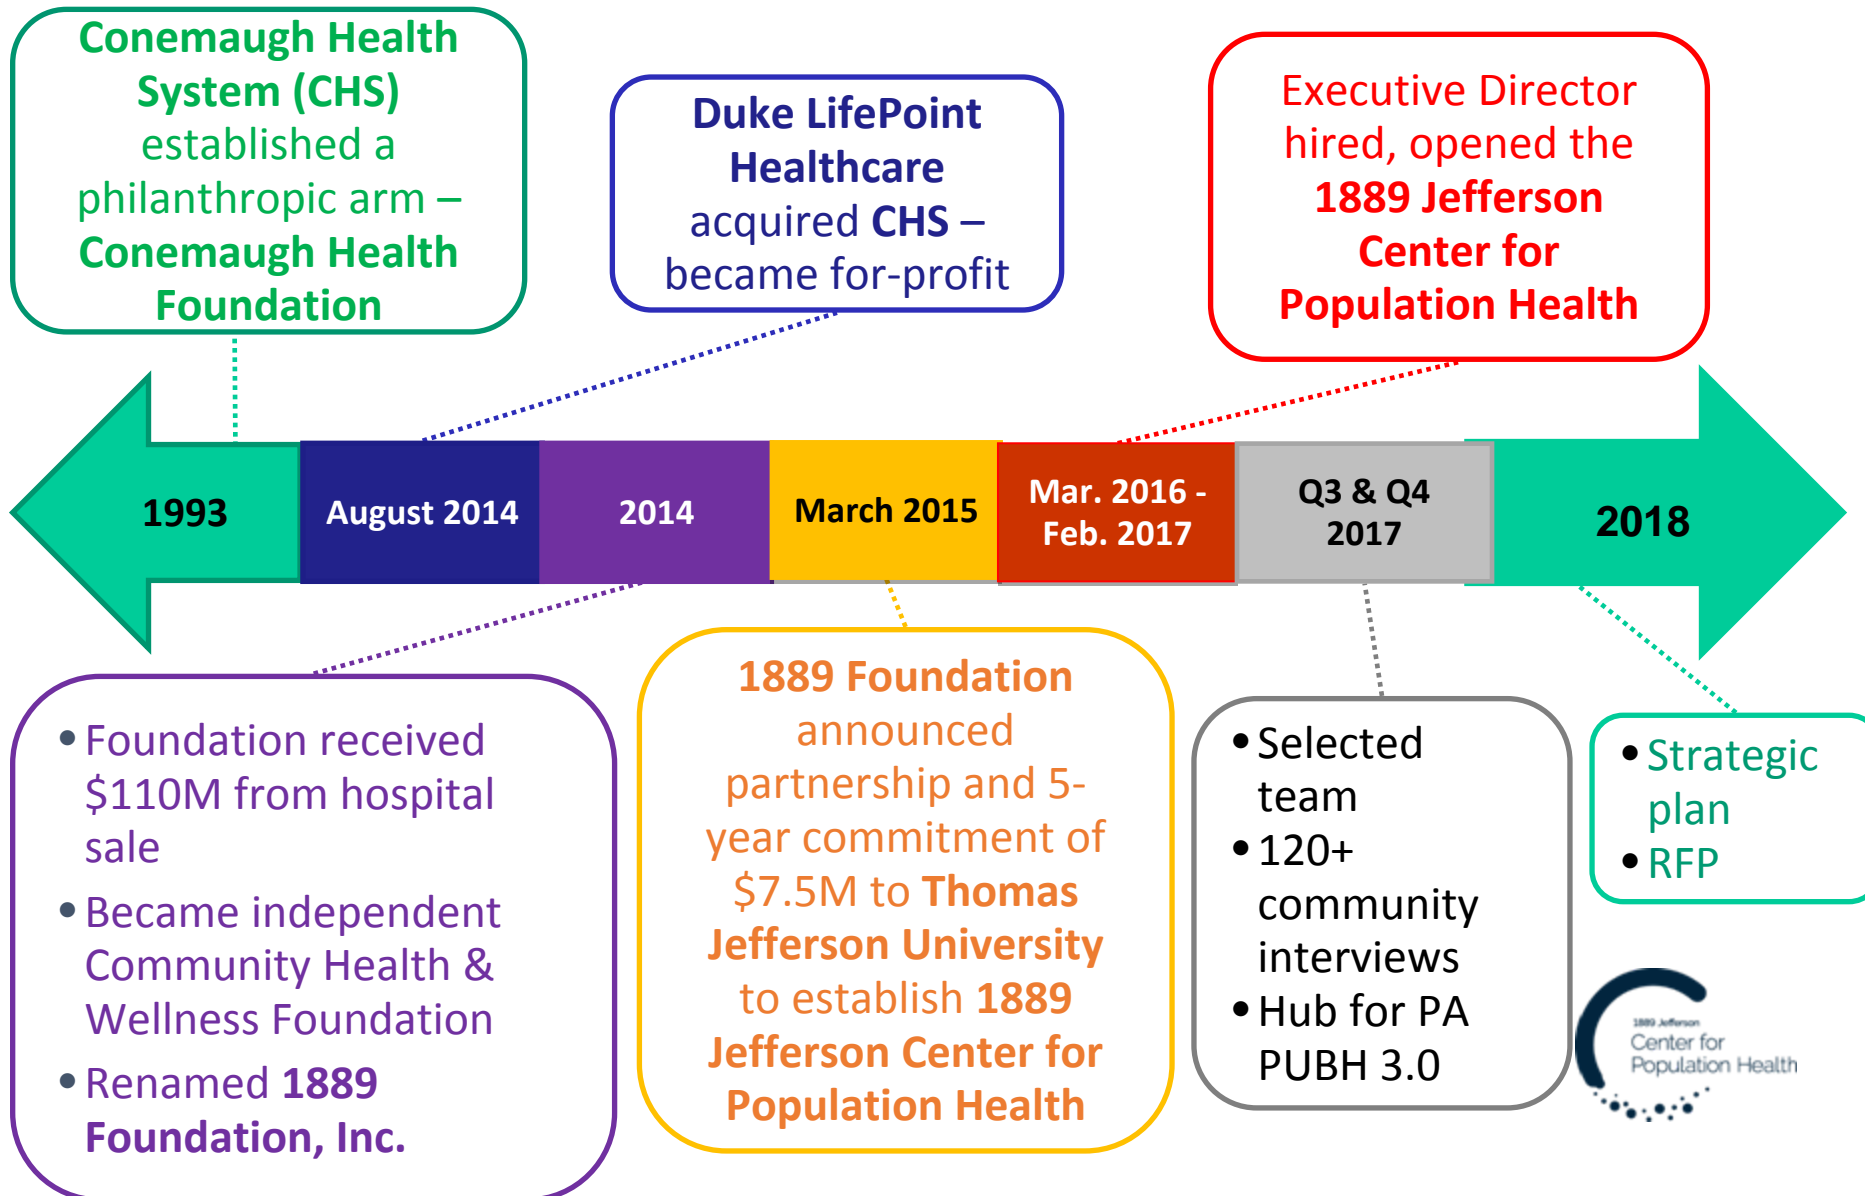 Conemaugh Health
System (CHS)
established a
philanthropic arm –
Conemaugh Health
Foundation
Duke LifePoint
Healthcare
acquired CHS –
became for-profit
Executive Director
hired, opened the
1889 Jefferson
Center for
Population Health
1993
August 2014
2014
March 2015
Mar. 2016 -
Feb. 2017
Q3 & Q4
2017
2018
• Foundation received
$110M from hospital
sale
• Became independent
Community Health &
Wellness Foundation
• Renamed 1889
Foundation, Inc.
1889 Foundation
announced
partnership and 5-
year commitment of
$7.5M to Thomas
Jefferson University
to establish 1889
Jefferson Center for
Population Health
• Selected
team
• 120+
community
interviews
• Hub for PA
PUBH 3.0
• Strategic
plan
• RFP
1889 Jefferson
Center for
Population Health